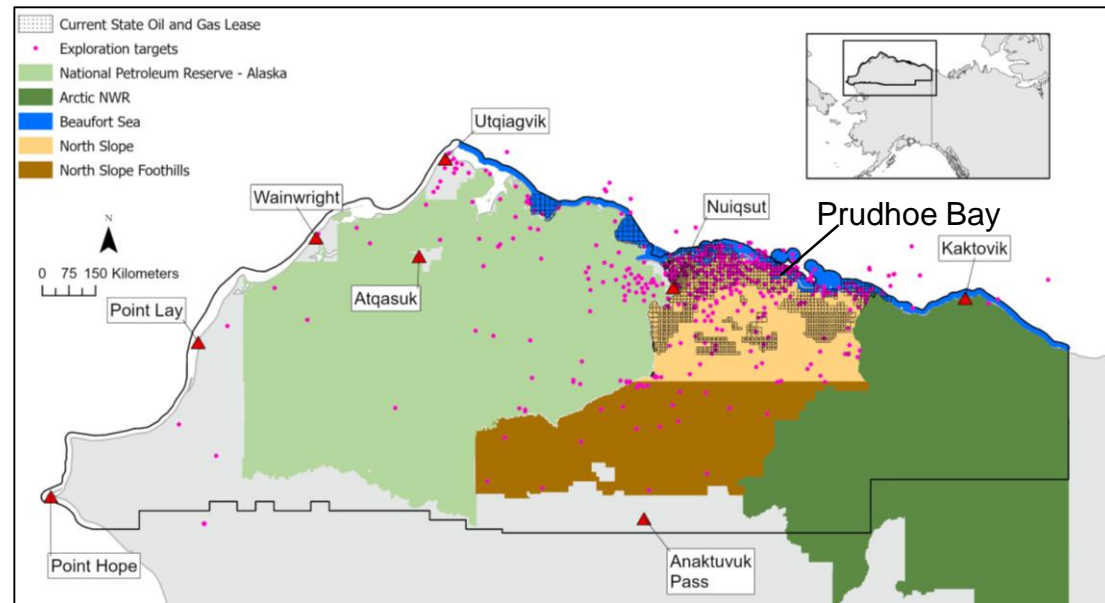 Current State Oil and Gas Lease
Exploration targets
National Petroleum Reserve - Alaska
Arctic NWR
Beaufort Sea
North Slope
North Slope Foothills
Utqiagvik
Wainwright
Nuiqsut
Prudhoe Bay
Kaktovik
N
0 75 150 Kilometers
Atqasuk
Point Lay
Point Hope
Anaktuvuk
Pass